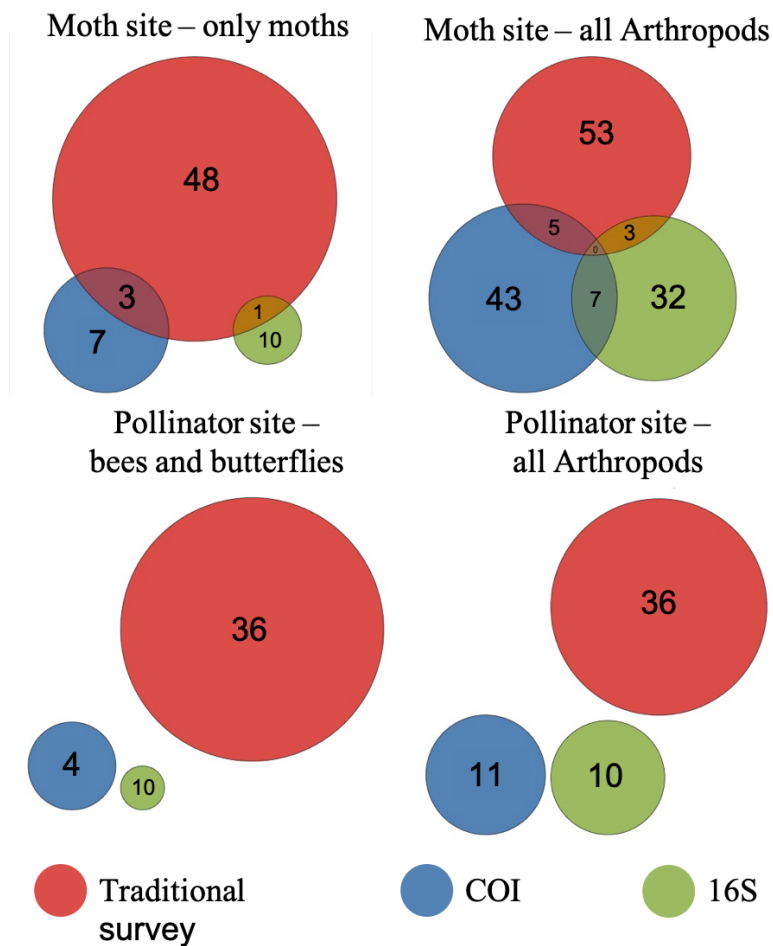 Moth site – only moths
48
3
7
1
10
Moth site – all Arthropods
53
5
3
0
43
7
32
Pollinator site –
bees and butterflies
36
4
10
Pollinator site –
all Arthropods
36
11
10
Traditional
survey
COI
16S